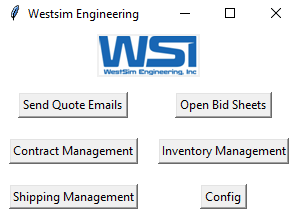 Westsim Engineering
WSI
WestSim Engineering, Inc
Send Quote Emails
Open Bid Sheets
Contract Management
Inventory Management
Shipping Management
Config